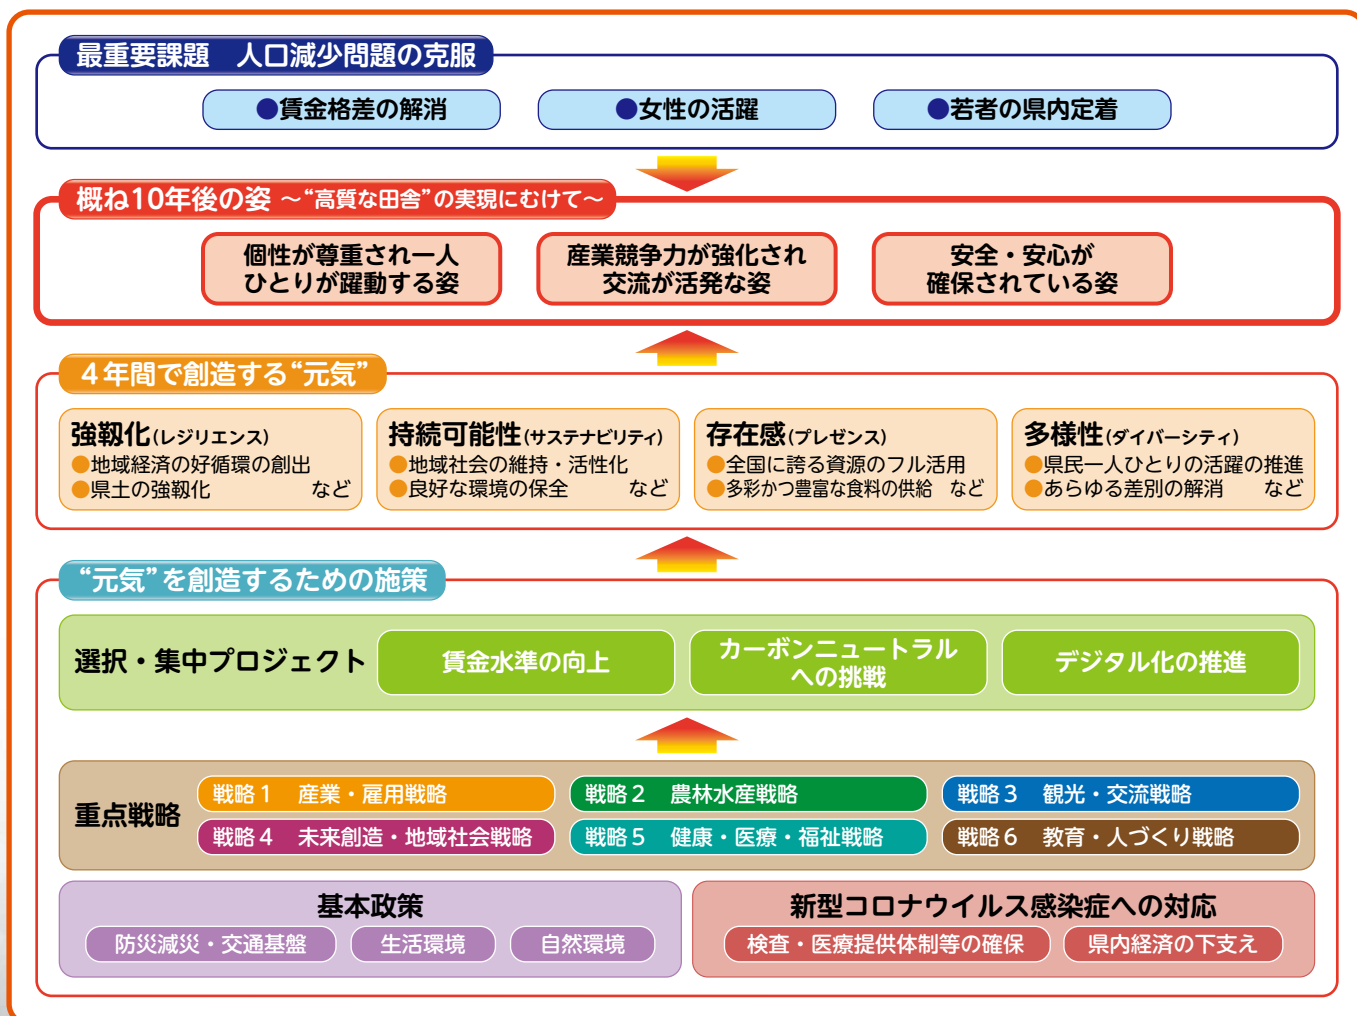 最重要課題　人口減少問題の克服
●賃金格差の解消
●女性の活躍
●若者の県内定着
概ね10年後の姿 ～“高質な田舎”の実現にむけて～
個性が尊重され一人
ひとりが躍動する姿
産業競争力が強化され
交流が活発な姿
安全・安心が
確保されている姿
４年間で創造する“元気”
強靱化(レジリエンス)
●地域経済の好循環の創出
●県土の強靱化　など
持続可能性(サステナビリティ)
●地域社会の維持・活性化
●良好な環境の保全　など
存在感(プレゼンス)
●全国に誇る資源のフル活用
●多彩かつ豊富な食料の供給　など
多様性(ダイバーシティ)
●県民一人ひとりの活躍の推進
●あらゆる差別の解消　など
“元気”を創造するための施策
選択・集中プロジェクト
賃金水準の向上
カーボンニュートラル
への挑戦
デジタル化の推進
重点戦略
戦略１　産業・雇用戦略
戦略２　農林水産戦略
戦略３　観光・交流戦略
戦略４　未来創造・地域社会戦略
戦略５　健康・医療・福祉戦略
戦略６　教育・人づくり戦略
基本政策
防災減災・交通基盤
生活環境
自然環境
新型コロナウイルス感染症への対応
検査・医療提供体制等の確保
県内経済の下支え